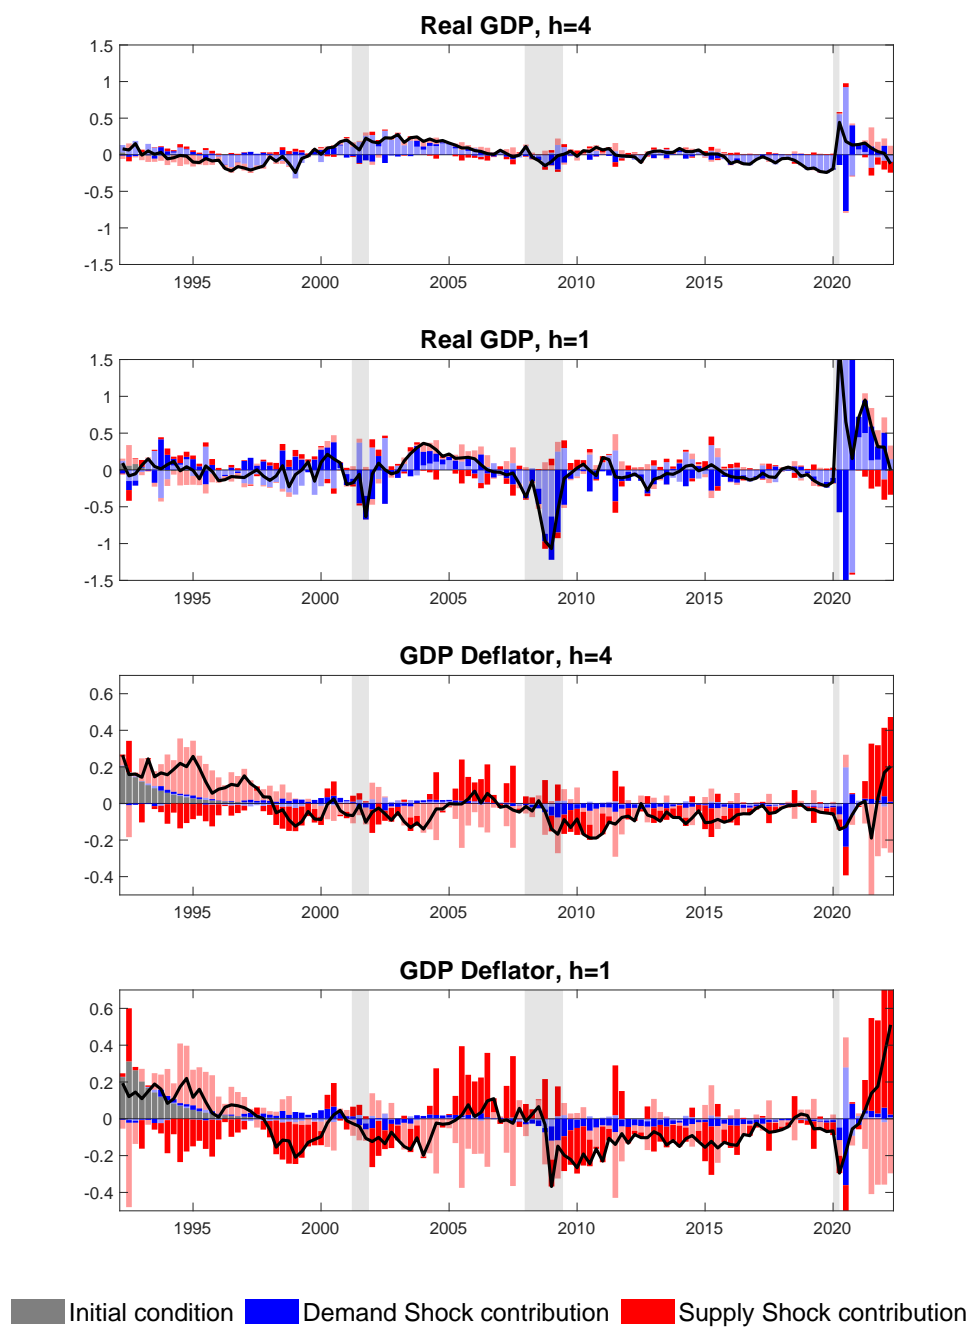 Real GDP, h=4
1.5
1
0.5
0
-0.5
-1
-1.5
1995 2000 2005 2010 2015 2020
Real GDP, h=1
1.5
1
0.5
0
-0.5
-1
-1.5
1995 2000 2005 2010 2015 2020
GDP Deflator, h=4
0.6
0.4
0.2
0
-0.2
-0.4
1995 2000 2005 2010 2015 2020
GDP Deflator, h=1
0.6
0.4
0.2
0
-0.2
-0.4
1995 2000 2005 2010 2015 2020
Initial condition Demand Shock contribution Supply Shock contribution